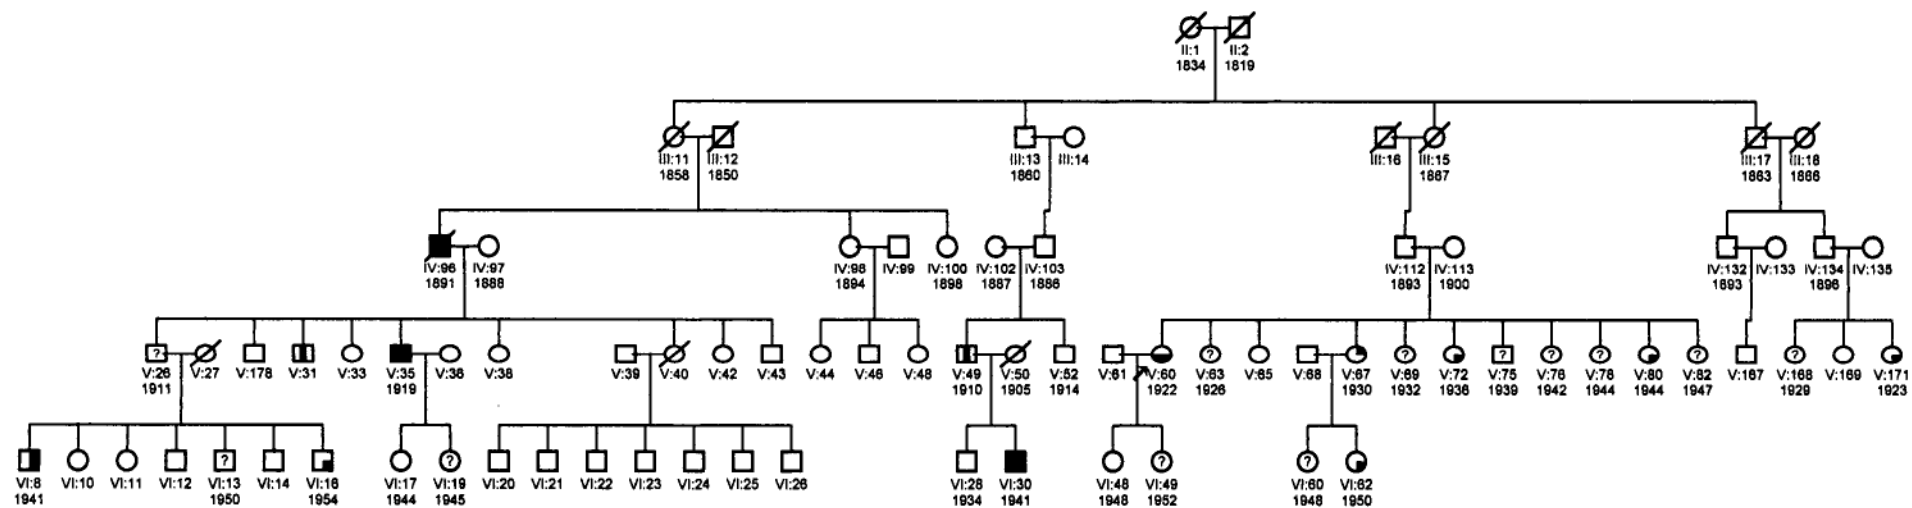 II:1 II:2
1834 1819
III:11 III:12 III:13 III:14 III:16 III:15 III:17 III:18
1858 1850 1860 1867 1863 1866
IV:96 IV:97 IV:98 IV:99 IV:100 IV:102 IV:103 IV:112 IV:113 IV:132 IV:133 IV:134 IV:135
1891 1888 1894 1898 1887 1886 1893 1900 1893 1896
? ? ? ? ? ? ? ?
V:26 V:27 V:178 V:31 V:33 V:35 V:36 V:38 V:39 V:40 V:42 V:43 V:44 V:46 V:48 V:49 V:50 V:52 V:61 V:60 V:63 V:65 V:68 V:67 V:69 V:72 V:75 V:76 V:78 V:80 V:82 V:167 V:168 V:169 V:171
1911 1919 1910 1905 1914 1922 1926 1930 1932 1936 1939 1942 1944 1944 1947 1929 1923
? ? ? ?
VI:8 VI:10 VI:11 VI:12 VI:13 VI:14 VI:16 VI:17 VI:19 VI:20 VI:21 VI:22 VI:23 VI:24 VI:25 VI:26 VI:28 VI:30 VI:48 VI:49 VI:60 VI:62
1941 1950 1954 1944 1945 1934 1941 1948 1952 1948 1950